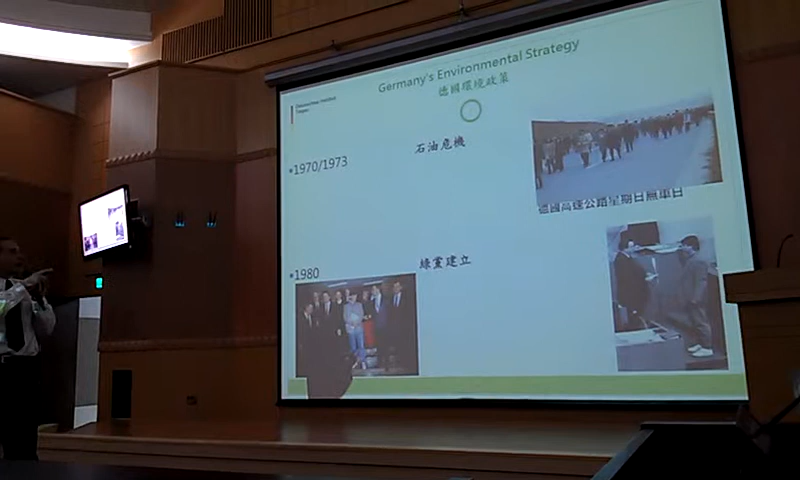 Germany's Environmental Strategy
德國環境政策
石油危機
•1970/1973
德國高速公路星期日無車日
綠黨建立
•1980